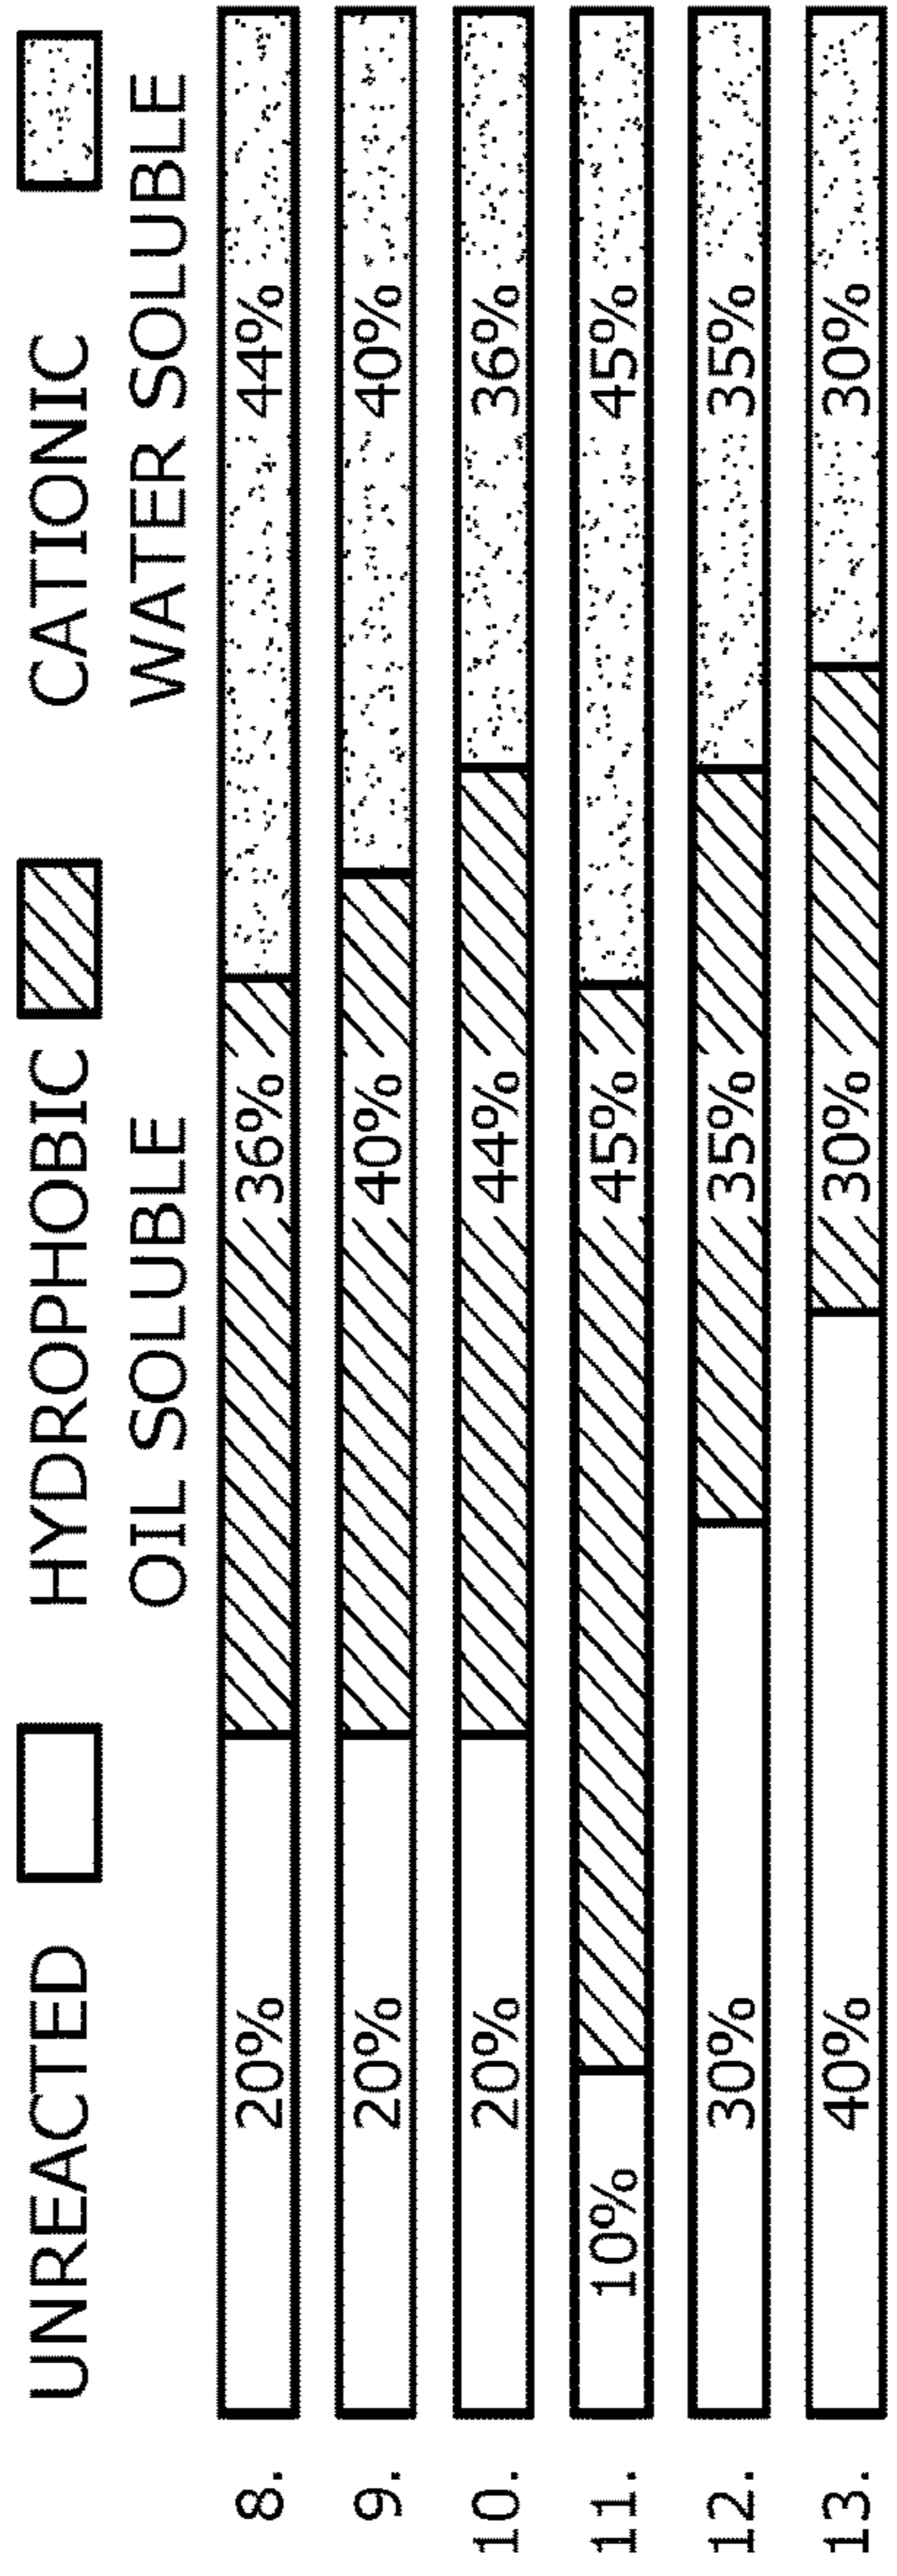 UNREACTED HYDROPHOBIC CATIONIC
OIL SOLUBLE WATER SOLUBLE
8. 20% 36% 44%
9. 20% 40% 40%
10. 20% 44% 36%
11. 10% 45% 45%
12. 30% 35% 35%
13. 40% 30% 30%